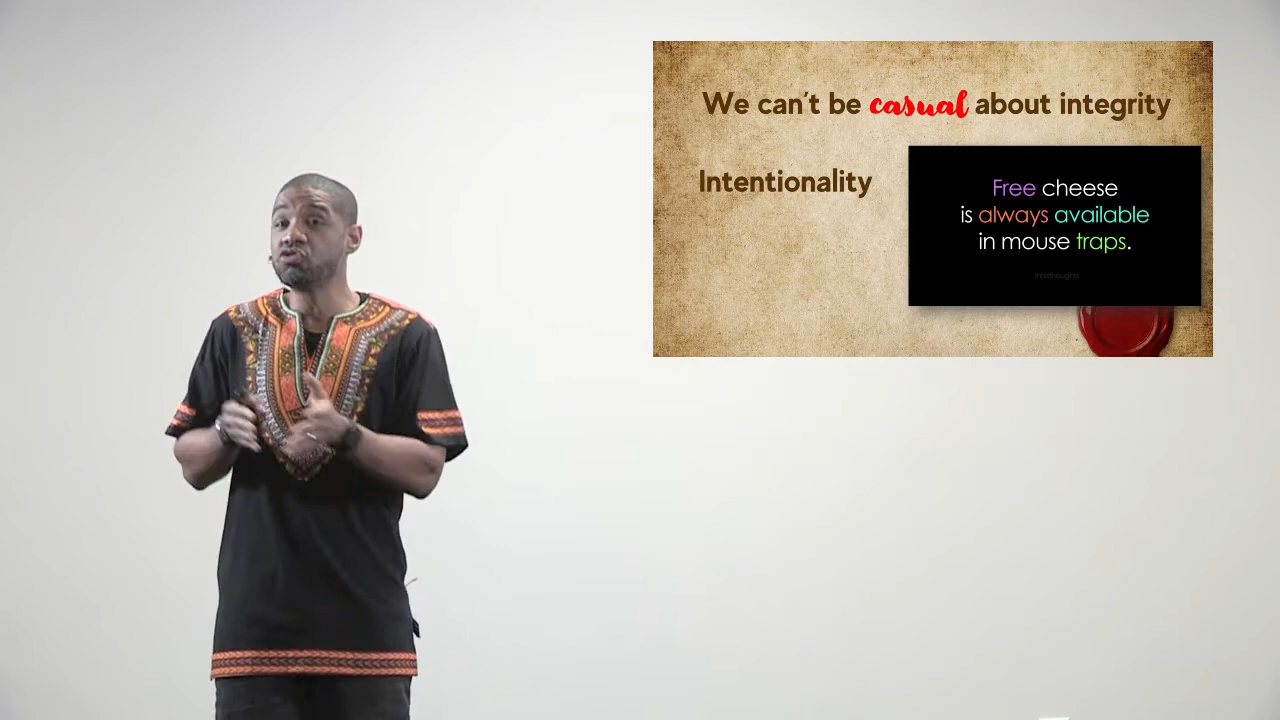 We can't be casual about integrity
Intentionality
Free cheese
is always available
in mouse traps.